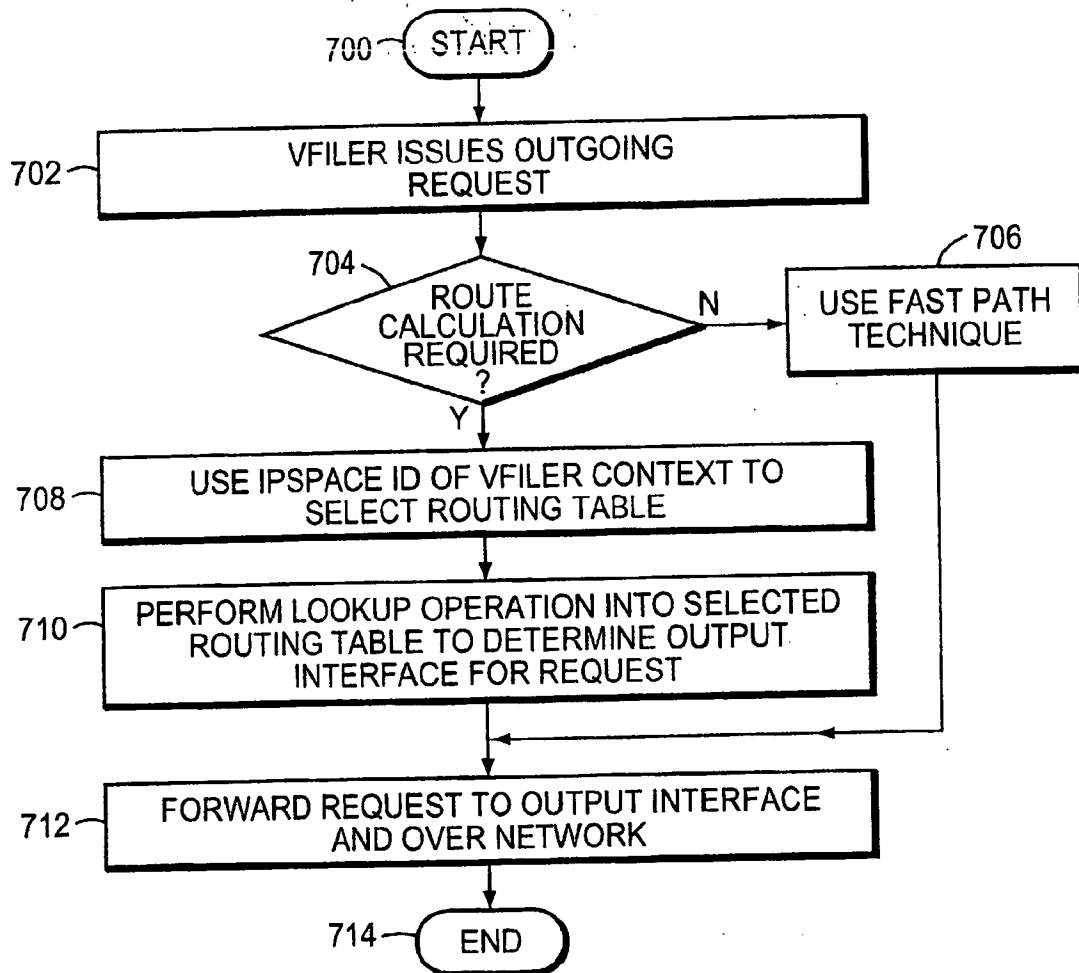 700
START
702
VFILER ISSUES OUTGOING
REQUEST
704
ROUTE
CALCULATION
REQUIRED
?
N
Y
706
USE FAST PATH
TECHNIQUE
708
USE IPSPACE ID OF VFILER CONTEXT TO
SELECT ROUTING TABLE
710
PERFORM LOOKUP OPERATION INTO SELECTED
ROUTING TABLE TO DETERMINE OUTPUT
INTERFACE FOR REQUEST
712
FORWARD REQUEST TO OUTPUT INTERFACE
AND OVER NETWORK
714
END